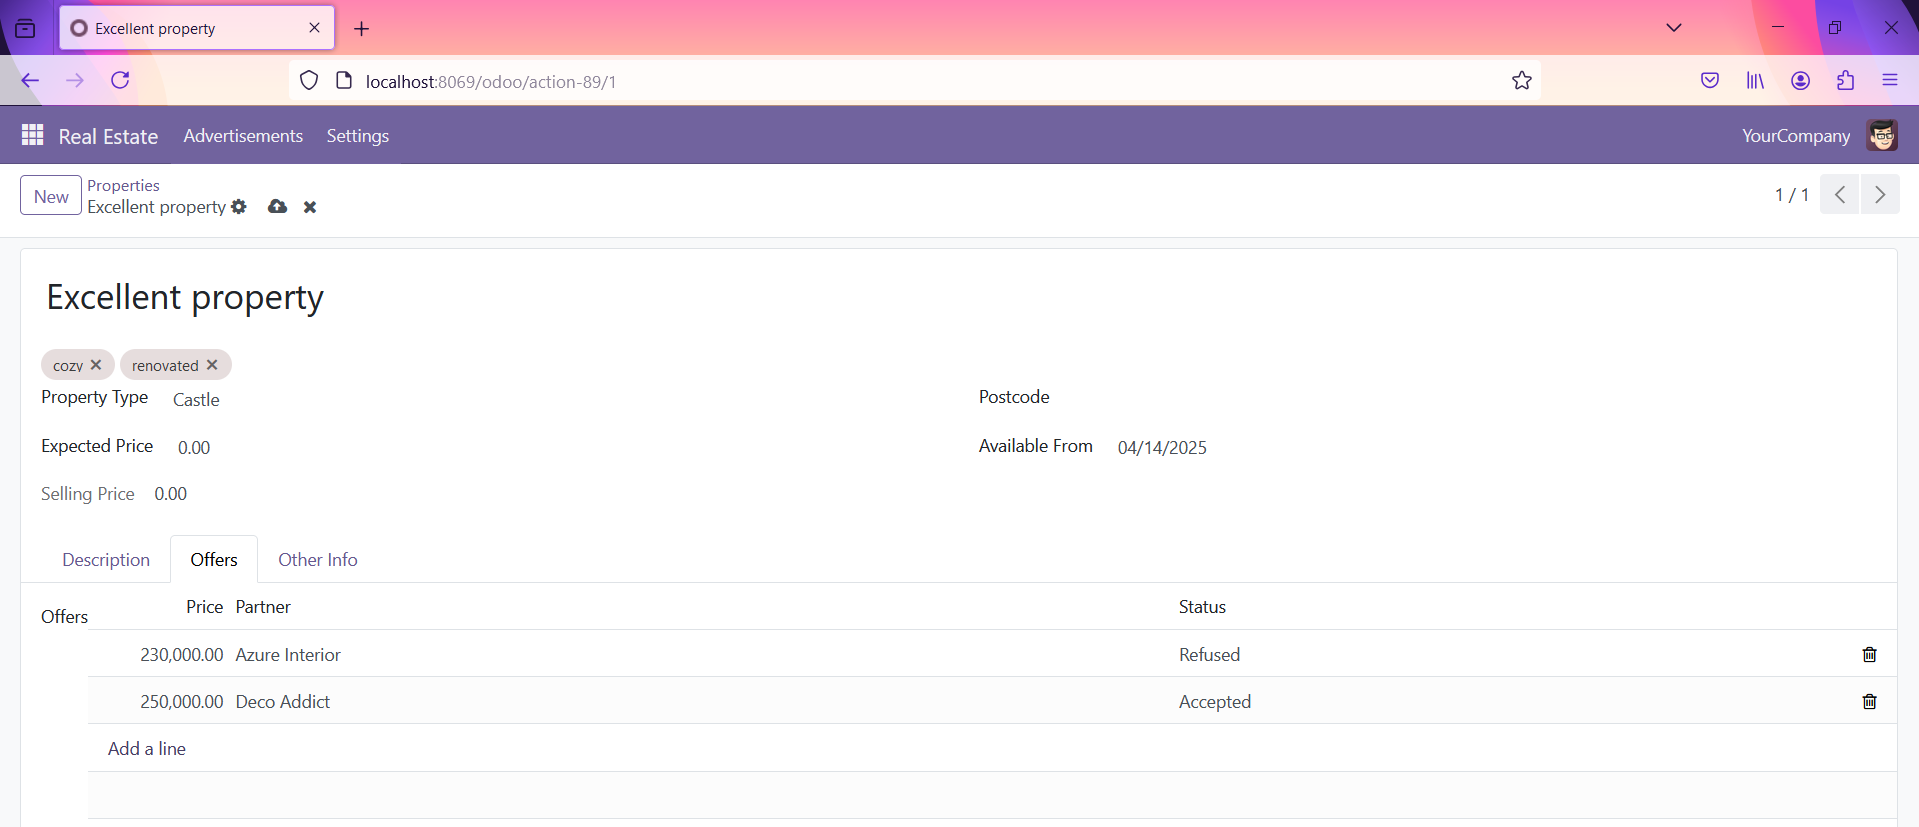 Excellent property
localhost:8069/odoo/action-89/1
Real Estate Advertisements Settings YourCompany
New Properties
Excellent property
1 / 1
Excellent property
cozy renovated
Property Type Castle
Postcode
Expected Price 0.00
Available From 04/14/2025
Selling Price 0.00
Description Offers Other Info
Offers
Price Partner Status
230,000.00 Azure Interior Refused
250,000.00 Deco Addict Accepted
Add a line